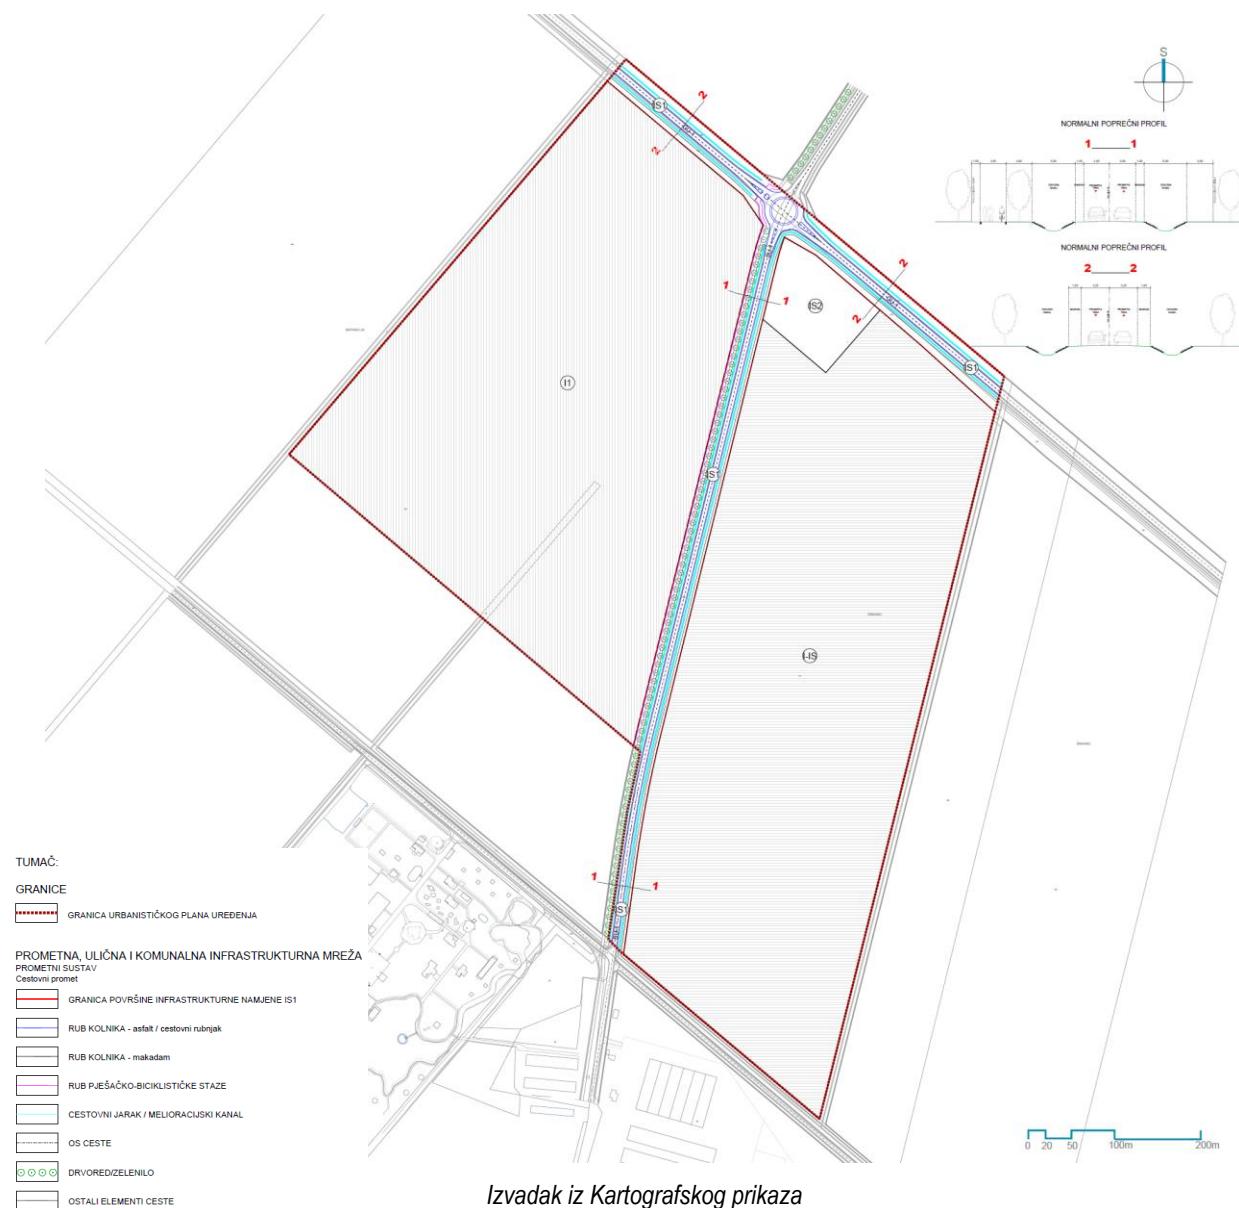 S
NORMALNI POPREČNI PROFIL
1 1
NORMALNI POPREČNI PROFIL
2 2
IS1
2
2
1
1
IS2
2
2
IS1
I1
IS1
I-IS
1
1
IS1
TUMAČ:
GRANICE
GRANICA URBANISTIČKOG PLANA UREĐENJA
PROMETNA, ULIČNA I KOMUNALNA INFRASTRUKTURNA MREŽA
PROMETNI SUSTAV
Cestovni promet
GRANICA POVRŠINE INFRASTRUKTURNE NAMJENE IS1
RUB KOLNIKA - asfalt / cestovni rubnjak
RUB KOLNIKA - makadam
RUB PJEŠAČKO-BICIKLISTIČKE STAZE
CESTOVNI JARAK / MELIORACIJSKI KANAL
OS CESTE
DRVORED/ZELENILO
OSTALI ELEMENTI CESTE
0 20 50 100m 200m
Izvadak iz Kartografskog prikaza